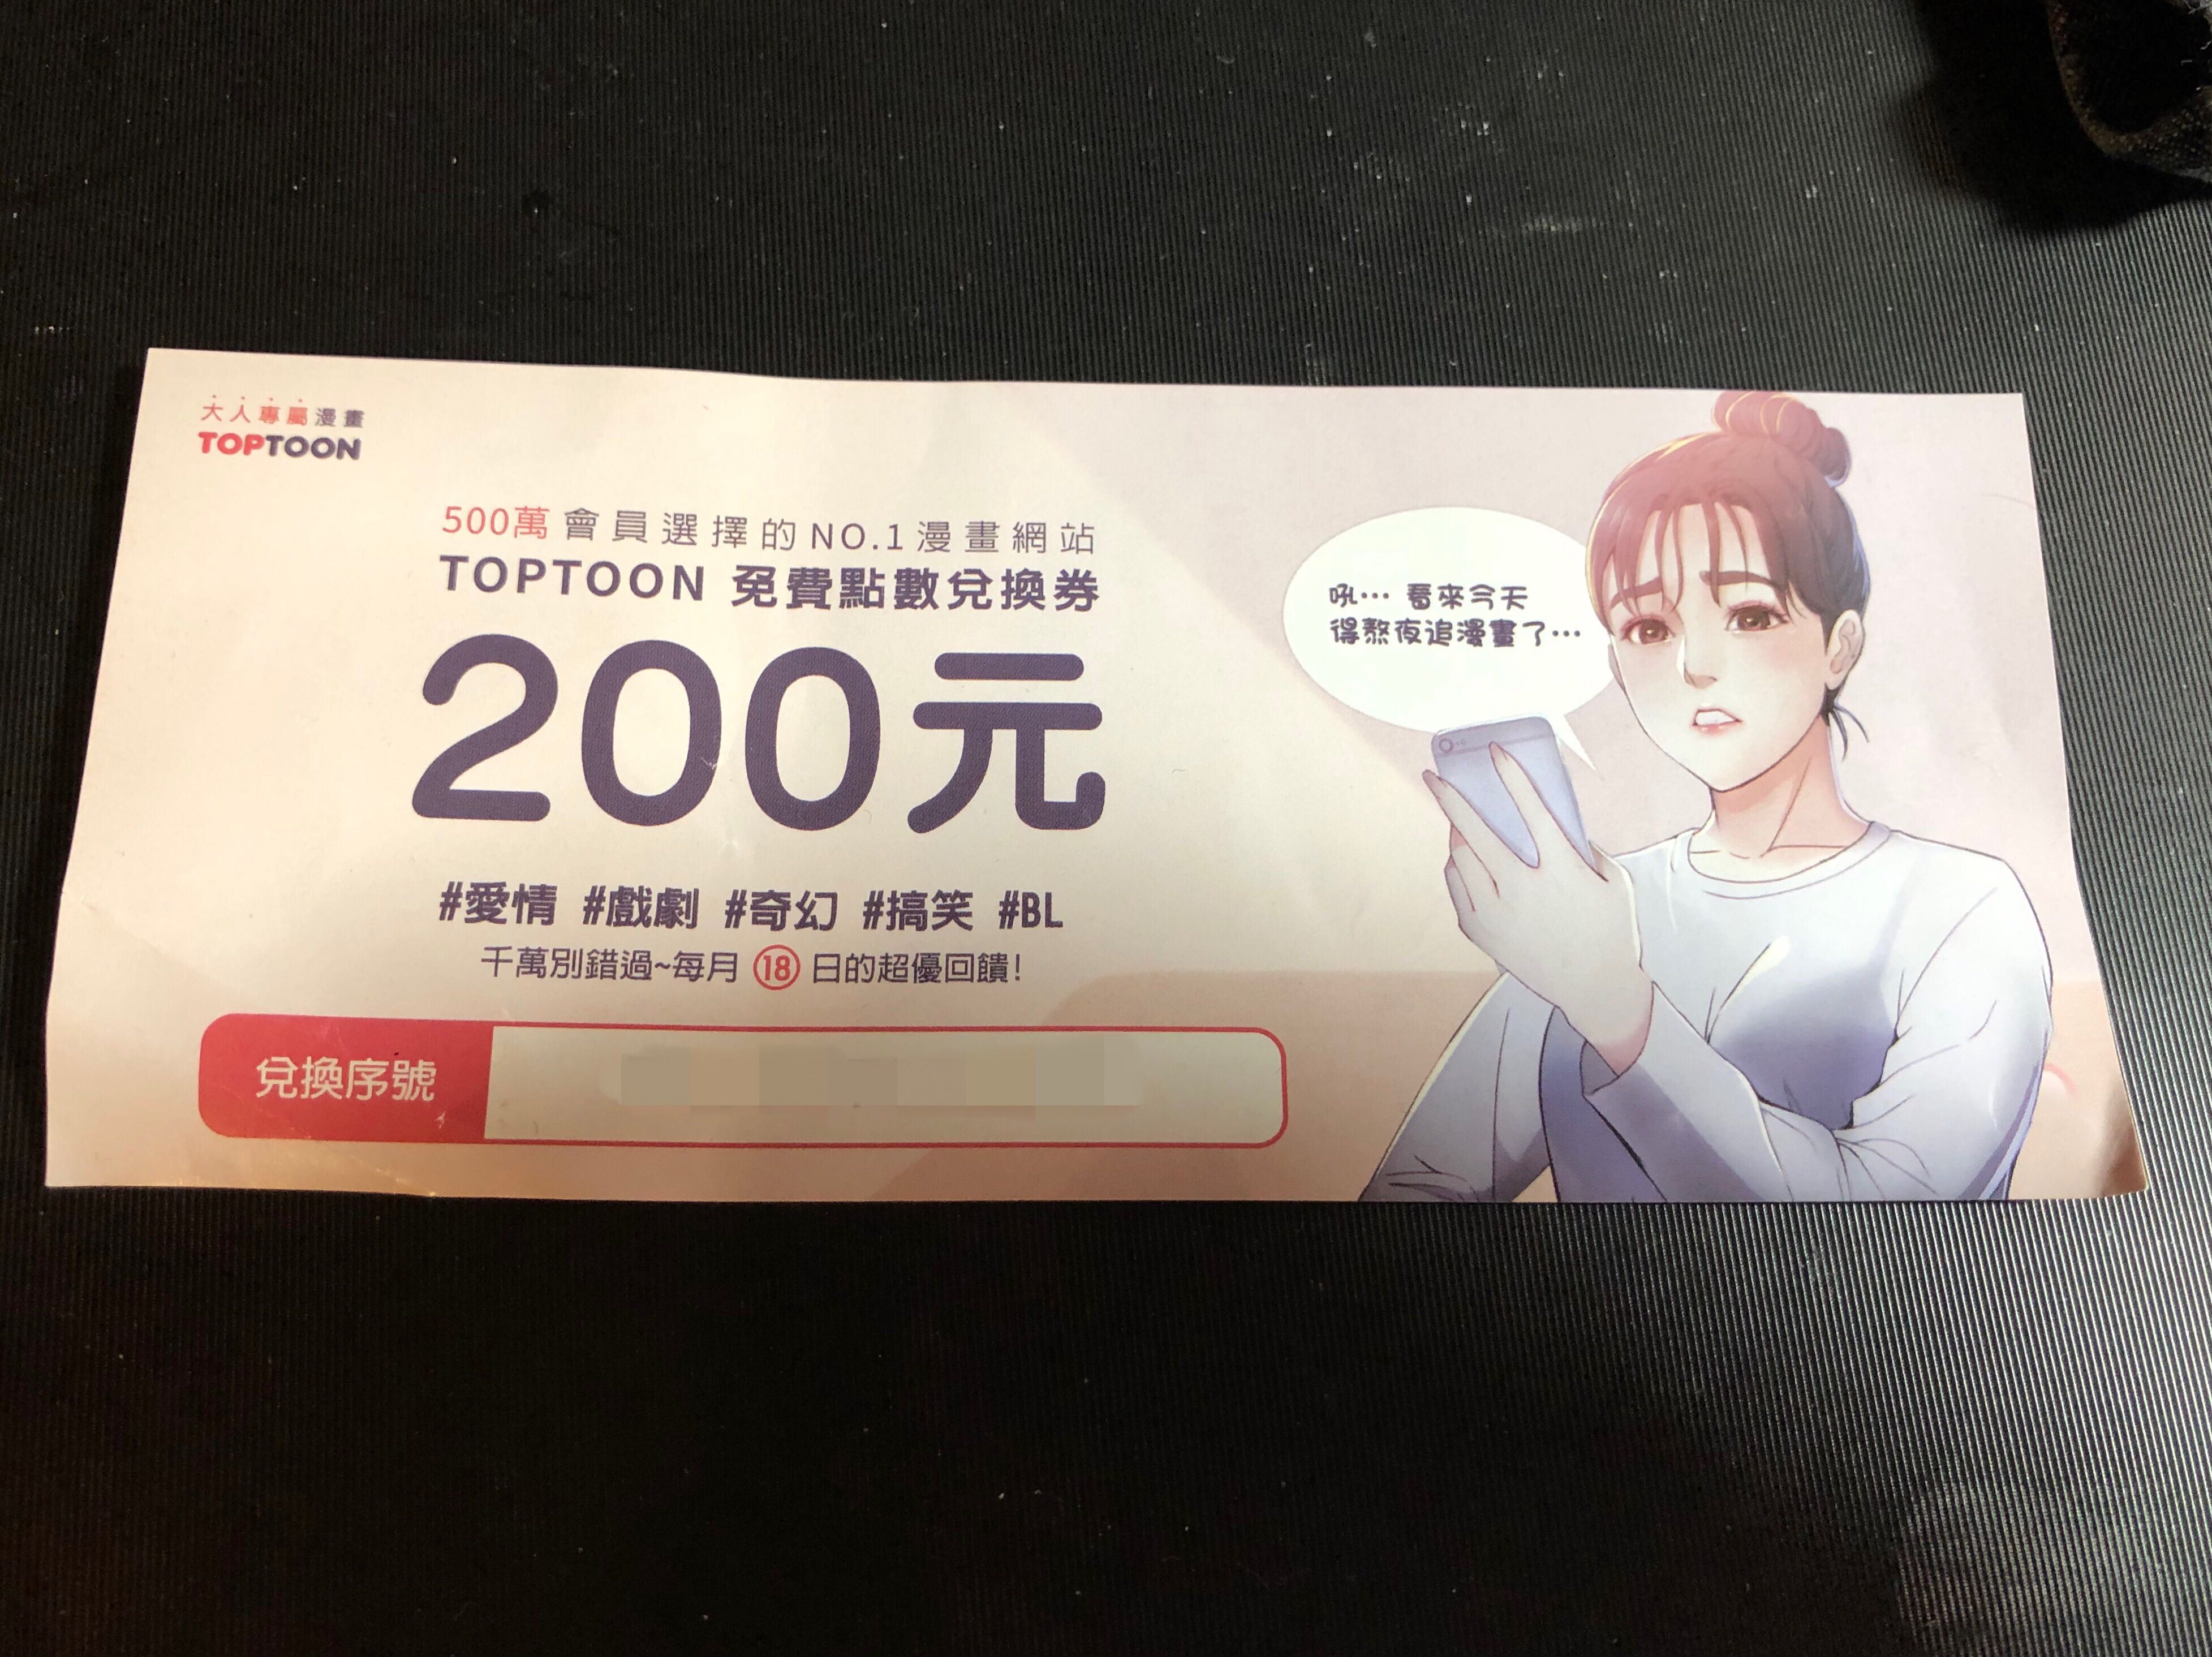 大人專屬漫畫
TOPTOON
500萬會員選擇的NO.1漫畫網站
TOPTOON 免費點數兌換券
200元
#愛情 #戲劇 #奇幻 #搞笑 #BL
千萬別錯過~每月 18 日的超優回饋!
兌換序號
吼… 看來今天
得熬夜追漫畫了…